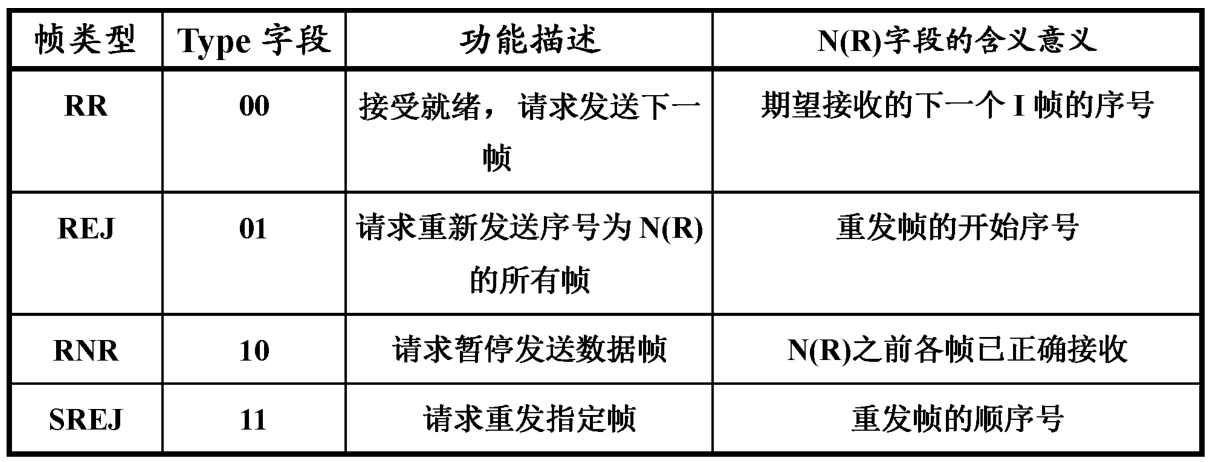 帧类型 Type 字段 功能描述 N(R)字段的含义意义
RR 00 接受就绪，请求发送下一 期望接收的下一个 I 帧的序号
帧
REJ 01 请求重新发送序号为 N(R) 重发帧的开始序号
的所有帧
RNR 10 请求暂停发送数据帧 N(R)之前各帧已正确接收
SREJ 11 请求重发指定帧 重发帧的顺序号